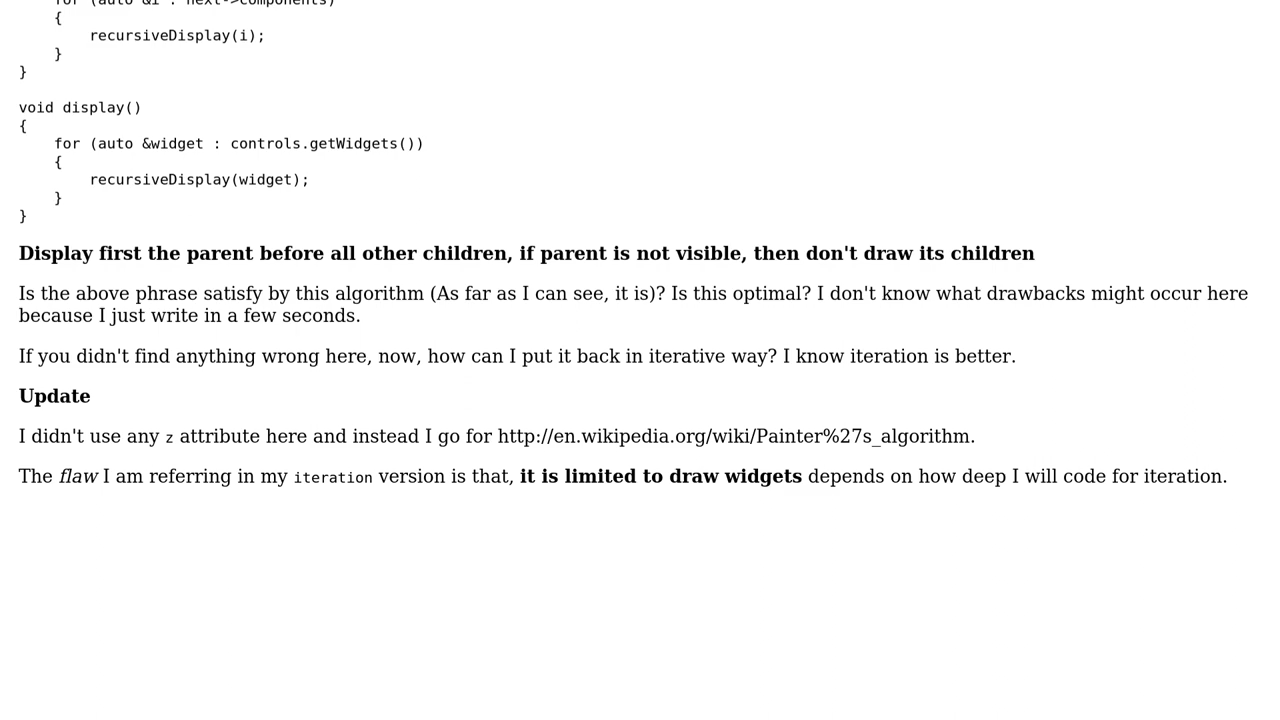 for (auto &i : next->components)
    {
        recursiveDisplay(i);
    }
}

void display()
{
    for (auto &widget : controls.getWidgets())
    {
        recursiveDisplay(widget);
    }
}
Display first the parent before all other children, if parent is not visible, then don't draw its children
Is the above phrase satisfy by this algorithm (As far as I can see, it is)? Is this optimal? I don't know what drawbacks might occur here
because I just write in a few seconds.
If you didn't find anything wrong here, now, how can I put it back in iterative way? I know iteration is better.
Update
I didn't use any z attribute here and instead I go for http://en.wikipedia.org/wiki/Painter%27s_algorithm.
The flaw I am referring in my iteration version is that, it is limited to draw widgets depends on how deep I will code for iteration.